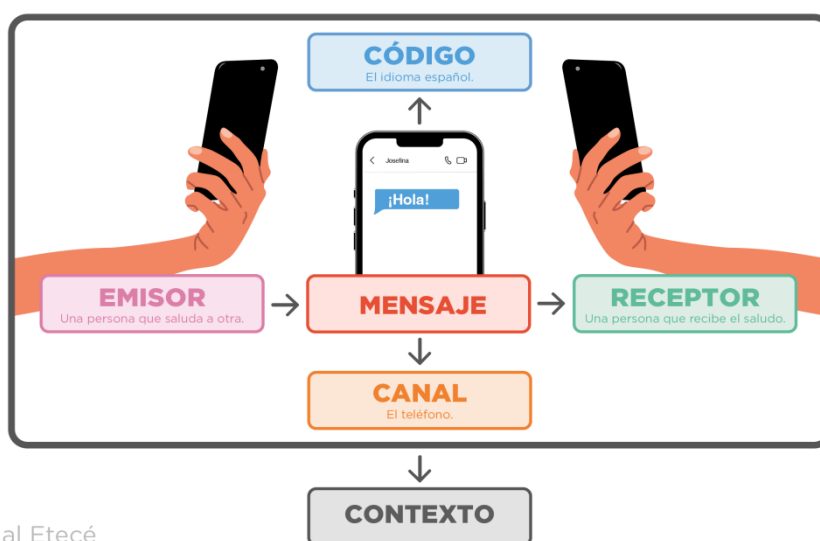 CÓDIGO
El idioma español.
Josefina
¡Hola!
EMISOR
Una persona que saluda a otra.
MENSAJE
RECEPTOR
Una persona que recibe el saludo.
CANAL
El teléfono.
CONTEXTO
al Etecé